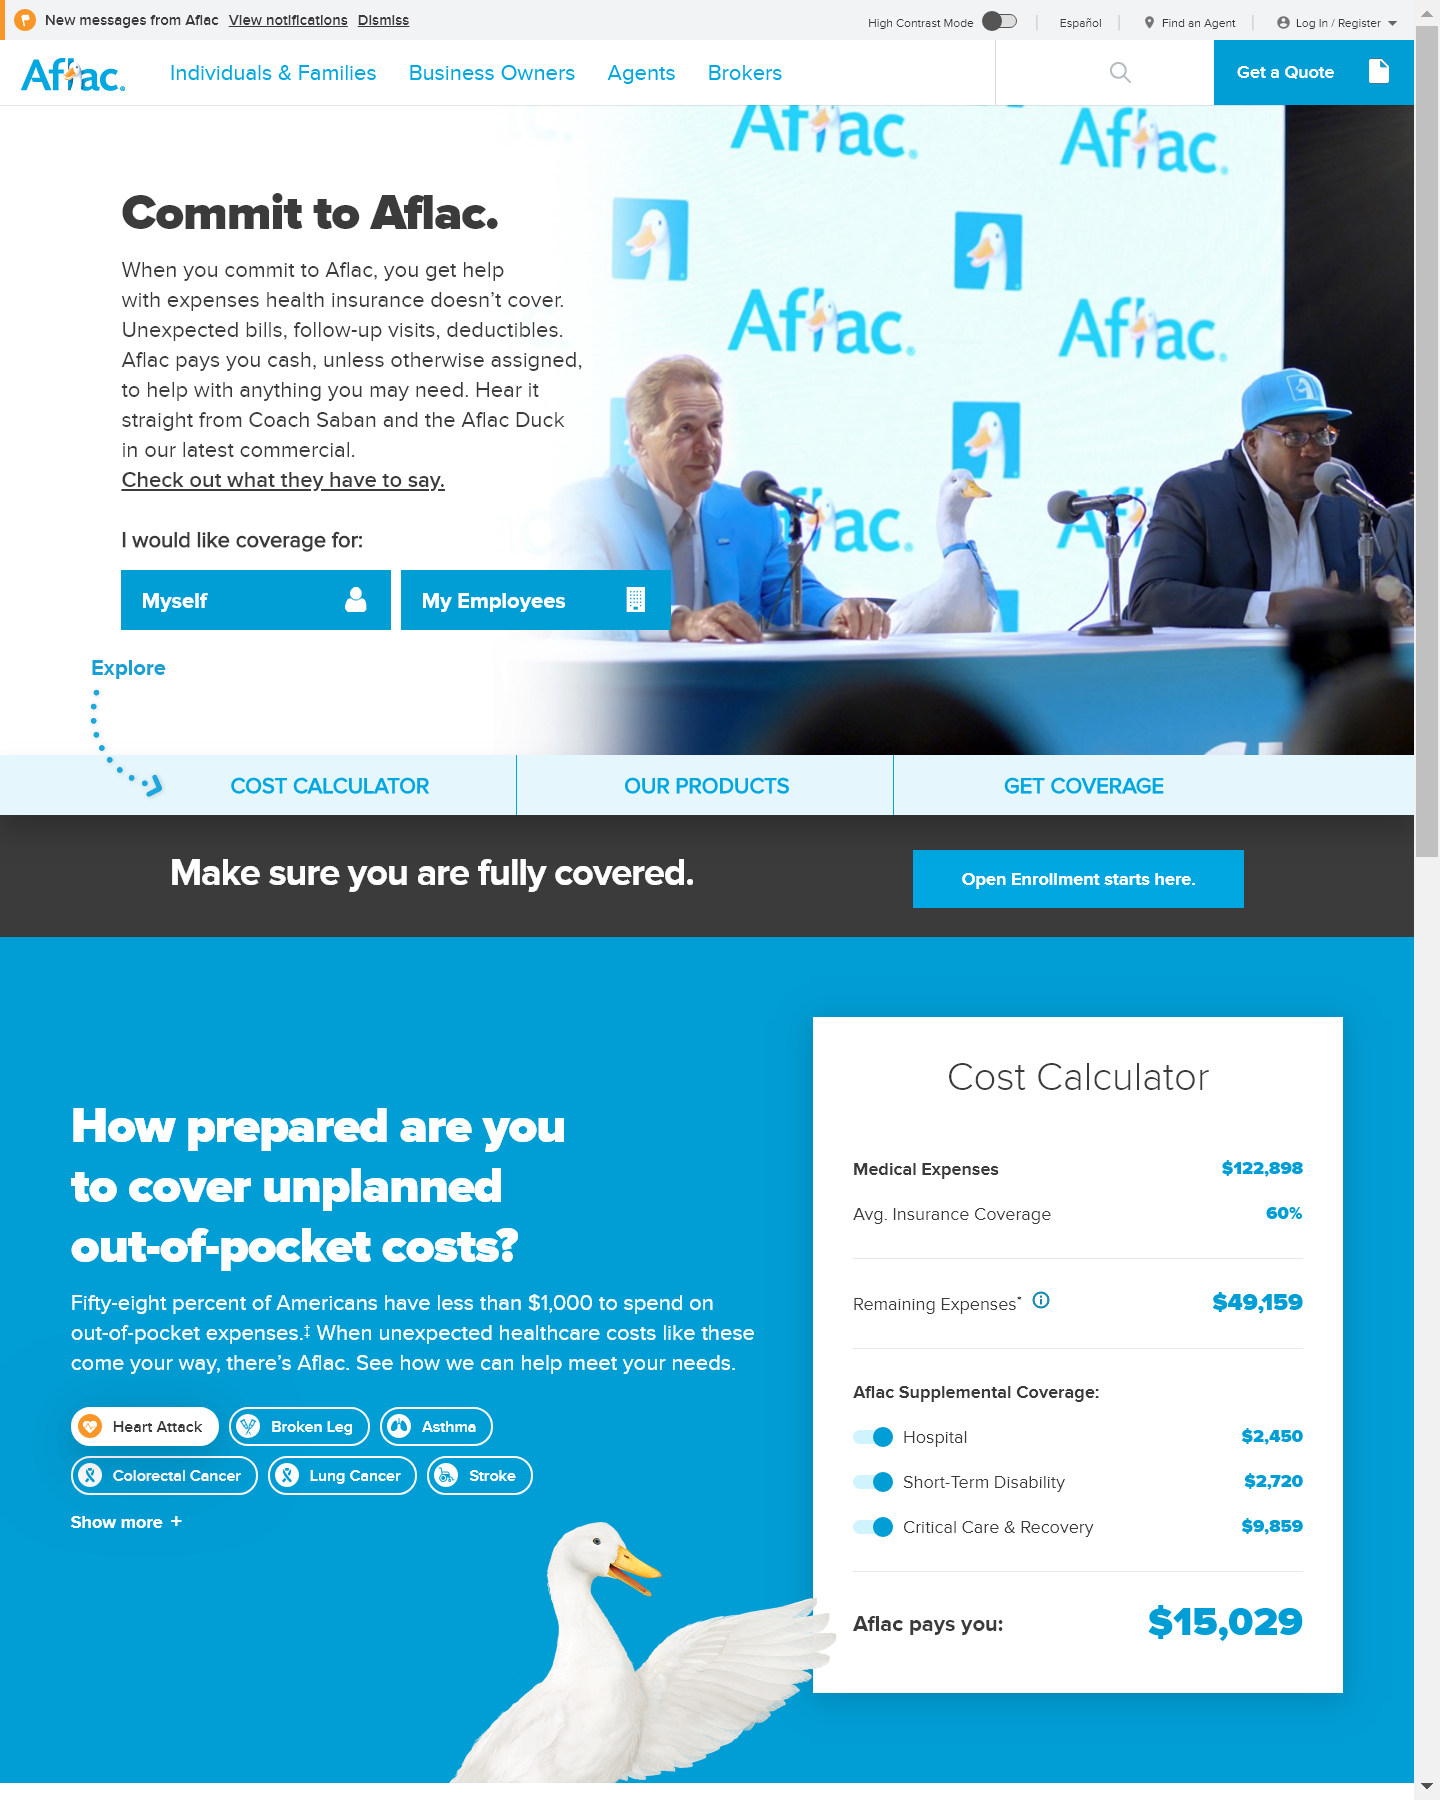 New messages from Aflac View notifications Dismiss
High Contrast Mode
Español
Find an Agent
Log In / Register
Aflac.
Individuals & Families
Business Owners
Agents
Brokers
Get a Quote
Aflac.
Aflac.
Aflac.
Aflac.
Commit to Aflac.
When you commit to Aflac, you get help
with expenses health insurance doesn't cover.
Unexpected bills, follow-up visits, deductibles.
Aflac pays you cash, unless otherwise assigned,
to help with anything you may need. Hear it
straight from Coach Saban and the Aflac Duck
in our latest commercial.
Check out what they have to say.
I would like coverage for:
Myself
My Employees
Explore
COST CALCULATOR
OUR PRODUCTS
GET COVERAGE
Make sure you are fully covered.
Open Enrollment starts here.
How prepared are you
to cover unplanned
out-of-pocket costs?
Fifty-eight percent of Americans have less than $1,000 to spend on
out-of-pocket expenses.‡ When unexpected healthcare costs like these
come your way, there's Aflac. See how we can help meet your needs.
Heart Attack
Broken Leg
Asthma
Colorectal Cancer
Lung Cancer
Stroke
Show more +
Cost Calculator
Medical Expenses $122,898
Avg. Insurance Coverage 60%
Remaining Expenses* $49,159
Aflac Supplemental Coverage:
Hospital $2,450
Short-Term Disability $2,720
Critical Care & Recovery $9,859
Aflac pays you: $15,029